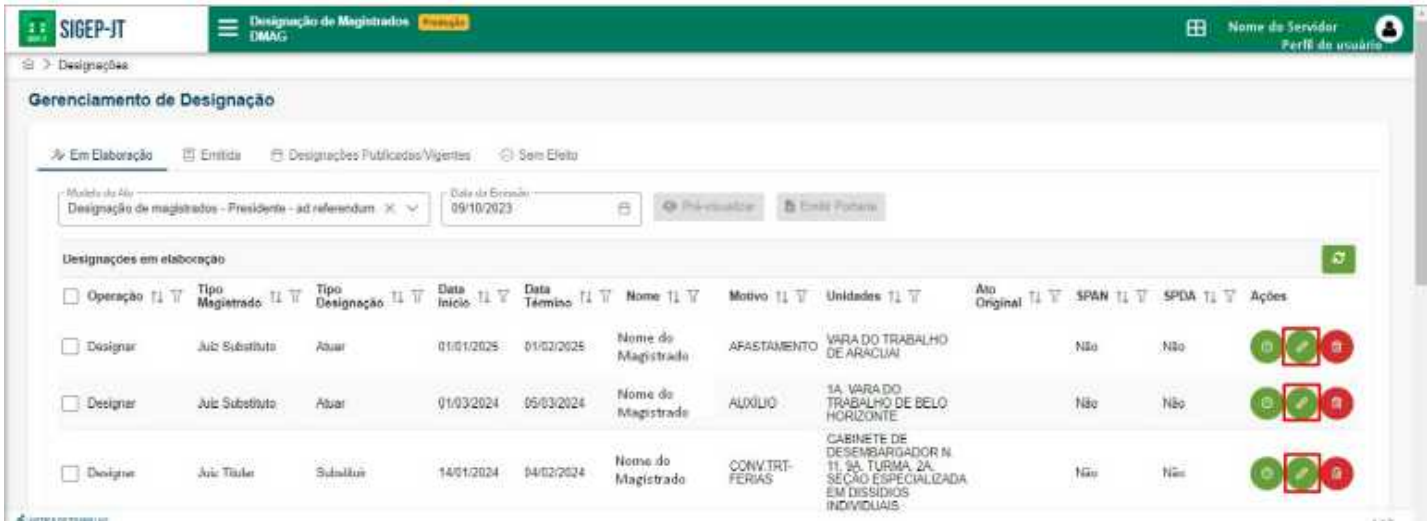 SIGEP-JT
Designação de Magistrados Produção
DMAG
Nome do Servidor
Perfil do usuário
> Designações
Gerenciamento de Designação
Em Elaboração Emitida Designações Publicadas/Vigentes Sem Efeito
Modelo do Ato Data da Emissão
Designação de magistrados - Presidente - ad referendum 09/10/2023 Pré-visualizar Emitir Portaria
Designações em elaboração
Operação Tipo Magistrado Tipo Designação Data Início Data Término Nome Motivo Unidades Ato Original SPAN SPDA Ações
Designar Juiz Substituto Atuar 01/01/2025 01/02/2025 Nome do Magistrado AFASTAMENTO VARA DO TRABALHO
DE ARACUAI Não Não
Designar Juiz Substituto Atuar 01/03/2024 05/03/2024 Nome do Magistrado AUXÍLIO 1A. VARA DO
TRABALHO DE BELO
HORIZONTE Não Não
Designar Juiz Titular Substituir 14/01/2024 04/02/2024 Nome do Magistrado CONV.TRT-
FERIAS CABINETE DE
DESEMBARGADOR N.
11, 9A. TURMA, 2A.
SEÇÃO ESPECIALIZADA
EM DISSÍDIOS
INDIVIDUAIS Não Não